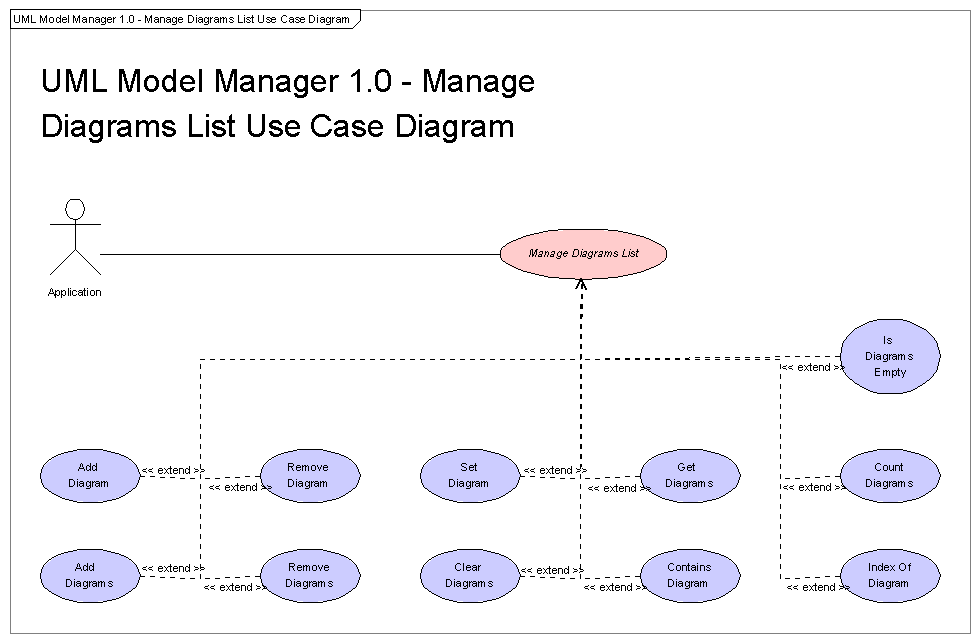 UML Model Manager 1.0 - Manage Diagrams List Use Case Diagram
UML Model Manager 1.0 - Manage
Diagrams List Use Case Diagram
Manage Diagrams List
Application
Is
Diagrams
Empty
<< extend >>
Add
Diagram
<< extend >>
Remove
Diagram
<< extend >>
Set
Diagram
<< extend >>
Get
Diagrams
<< extend >>
Count
Diagrams
<< extend >>
Add
Diagrams
<< extend >>
Remove
Diagrams
<< extend >>
Clear
Diagrams
<< extend >>
Contains
Diagram
<< extend >>
Index Of
Diagram
<< extend >>